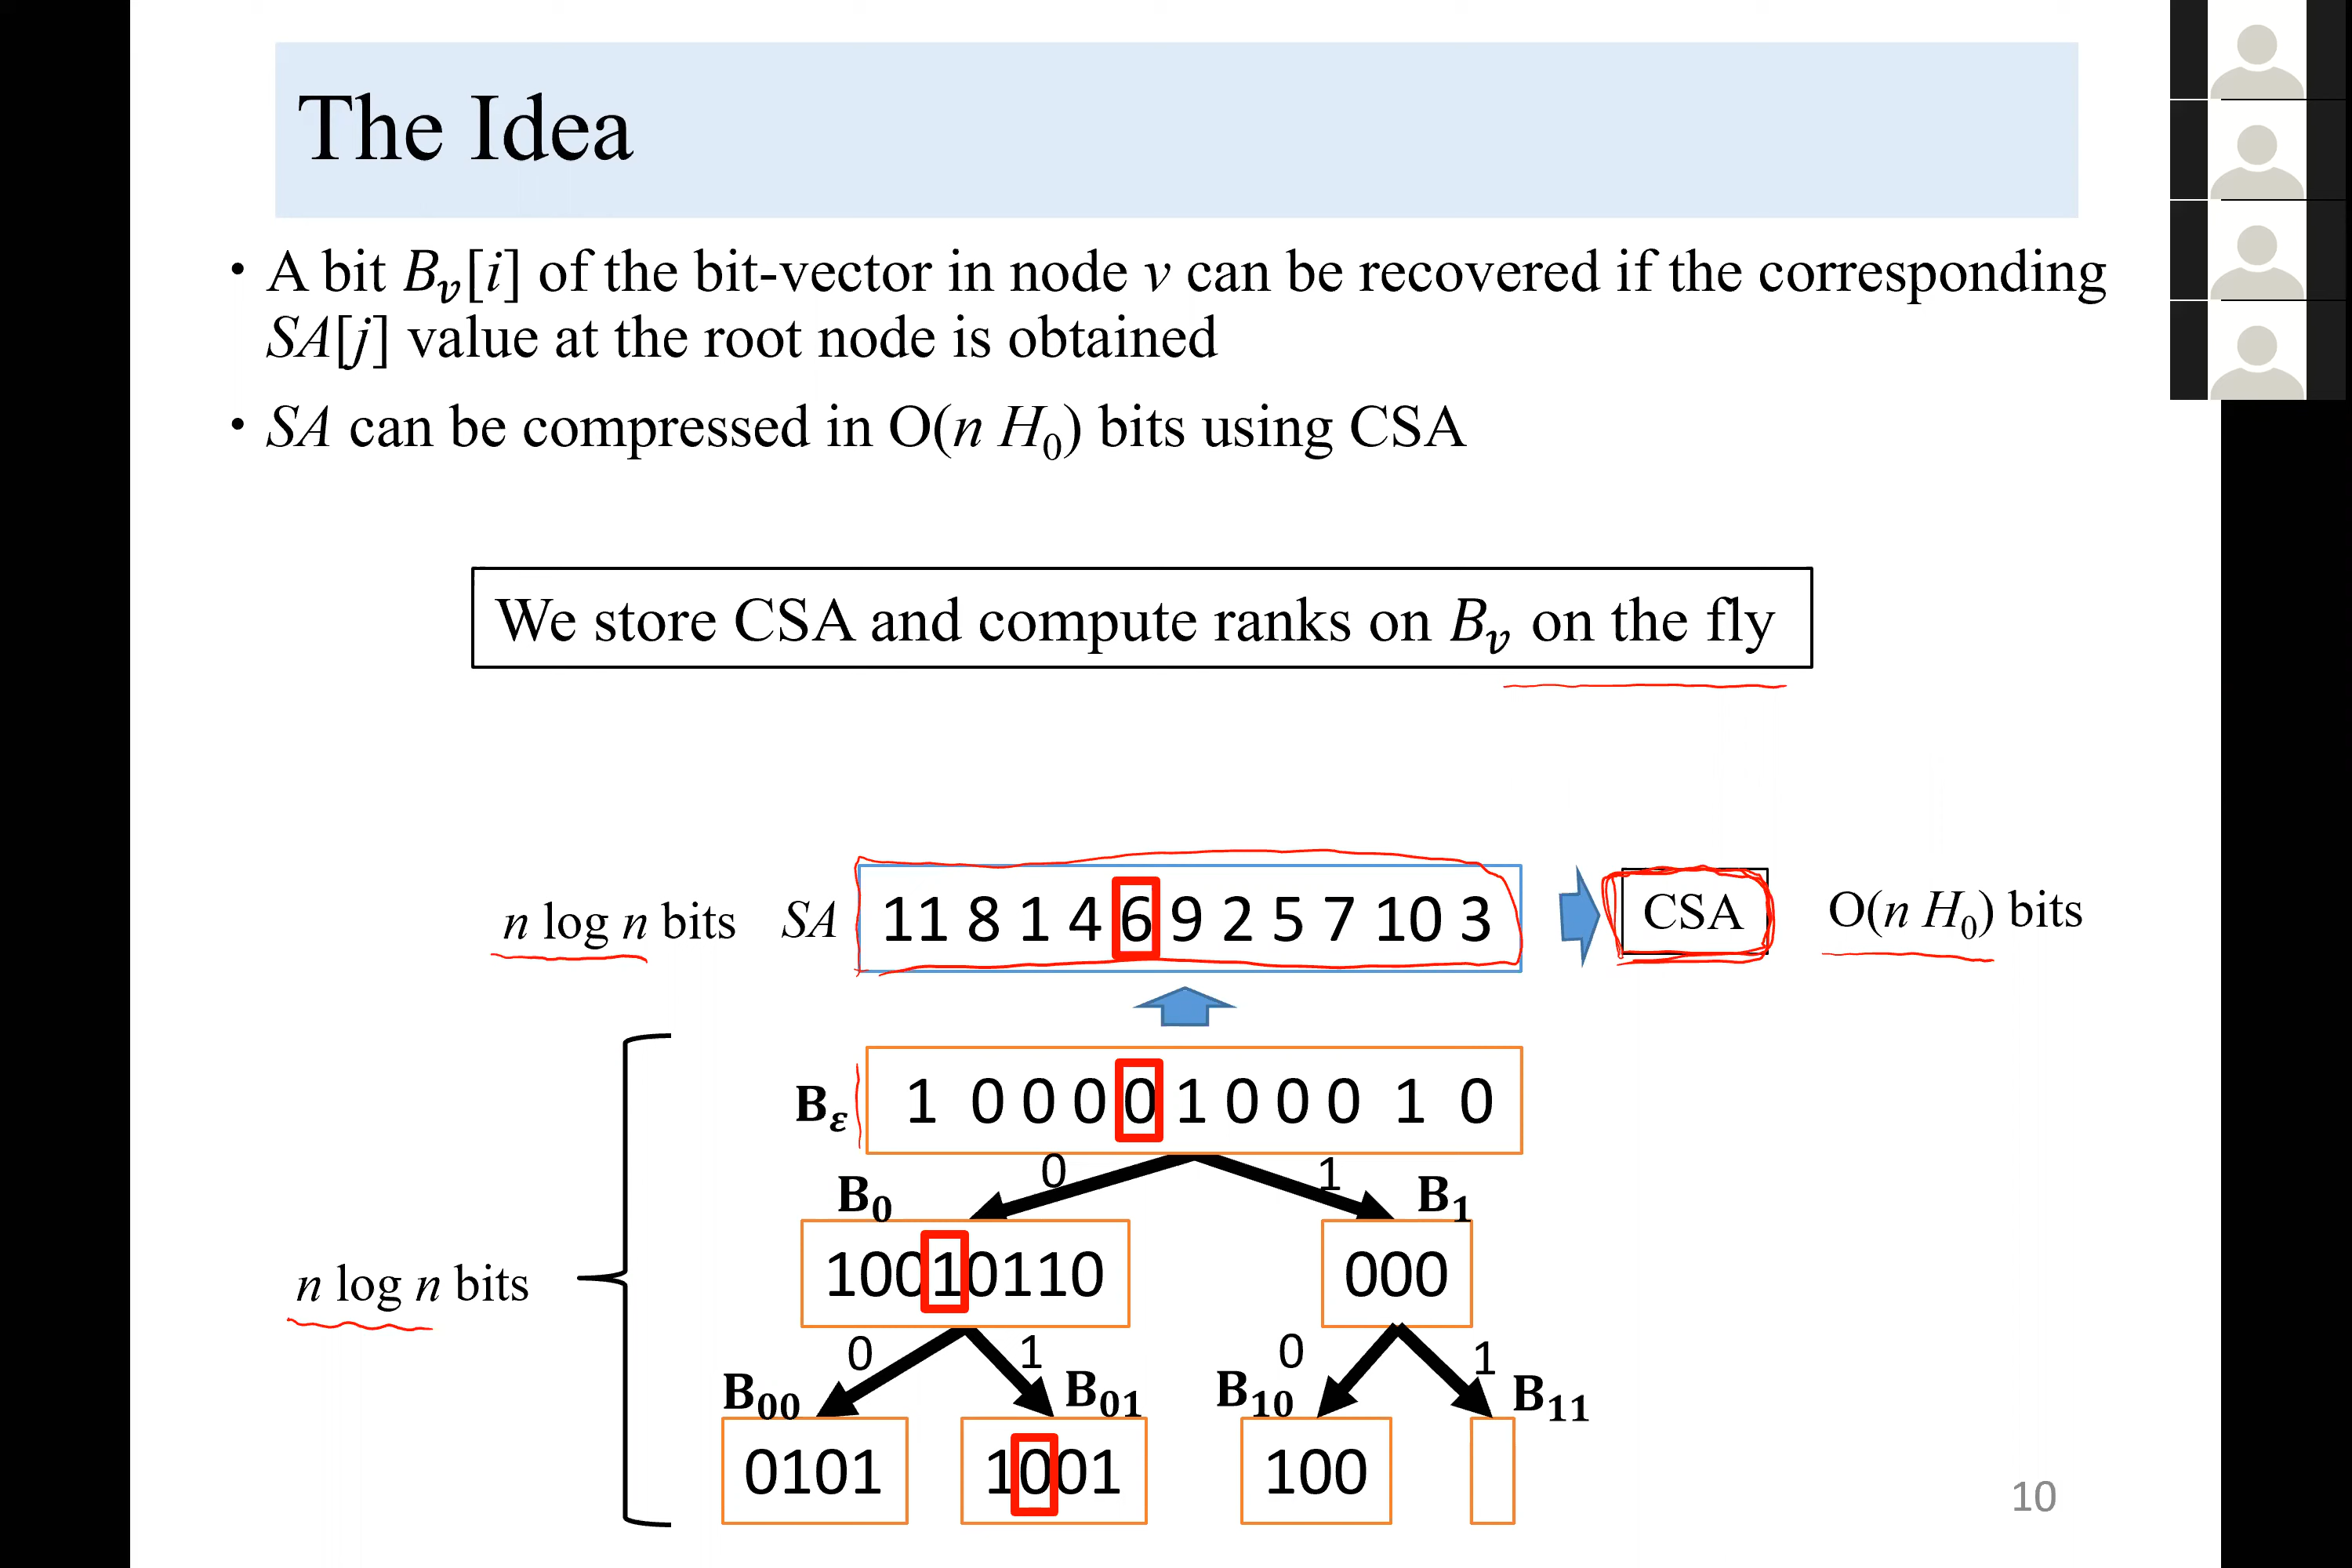 The Idea
• A bit Bᵥ[i] of the bit-vector in node v can be recovered if the corresponding
SA[j] value at the root node is obtained
• SA can be compressed in O(n H₀) bits using CSA
We store CSA and compute ranks on Bᵥ on the fly
n log n bits SA 11 8 1 4 6 9 2 5 7 10 3 CSA O(n H₀) bits
Bε 1 0 0 0 0 1 0 0 0 1 0
0 1
B₀ B₁
10010110 000
n log n bits
0 1 0 1
B₀₀ B₀₁ B₁₀ B₁₁
0101 1001 100
10